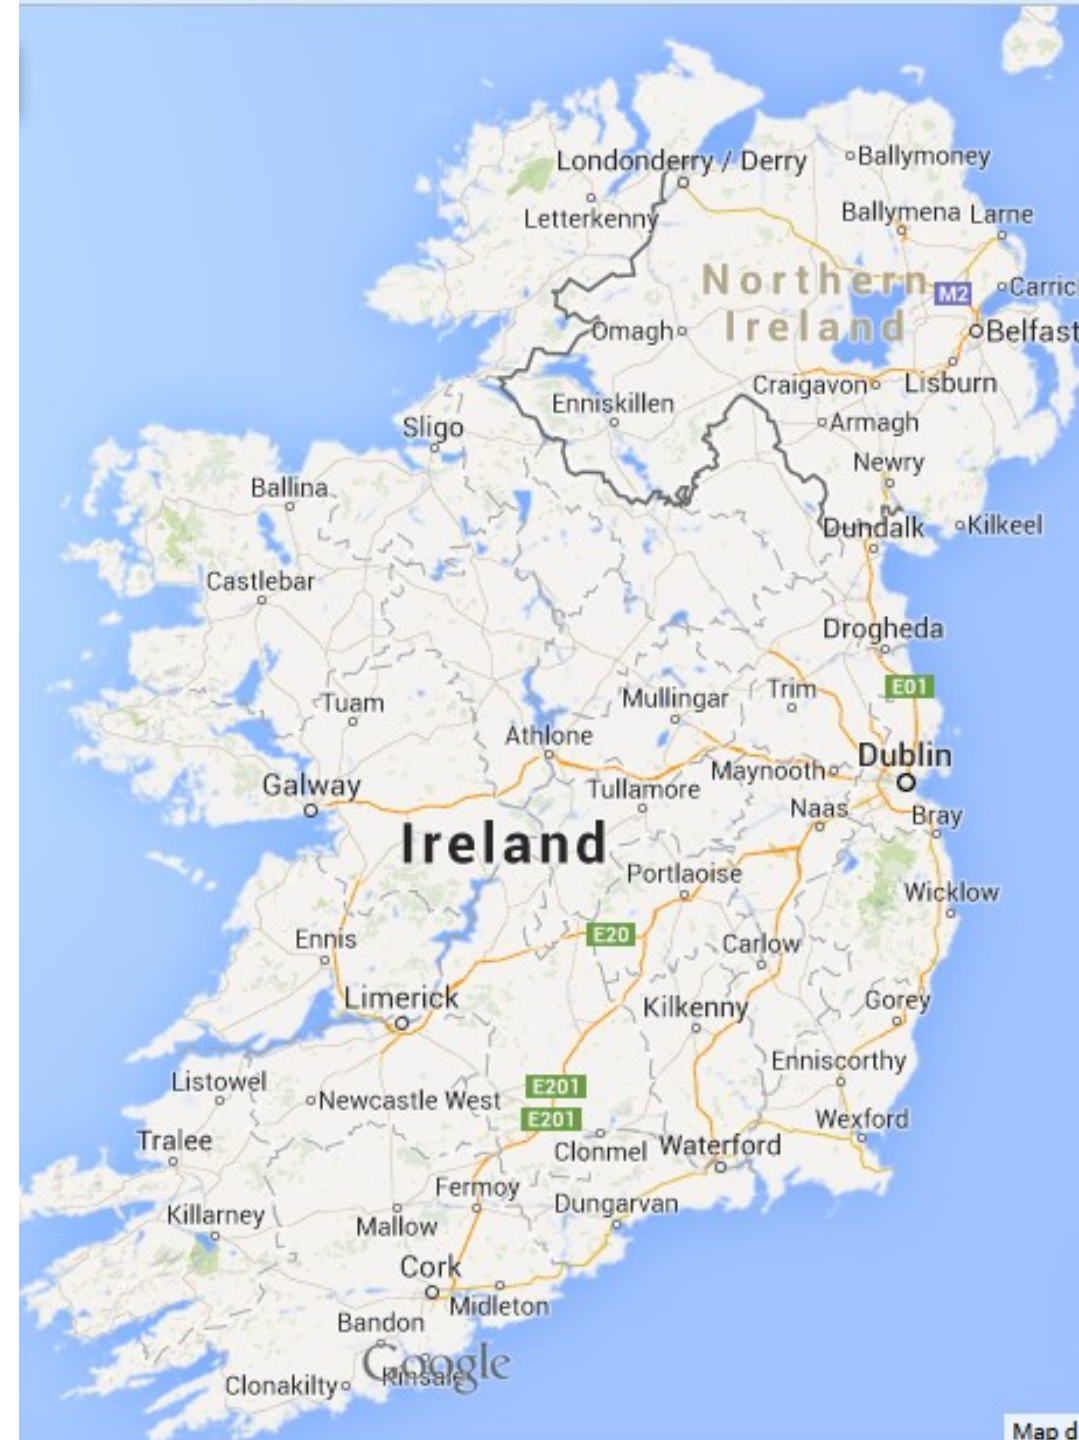 Londonderry / Derry
Ballymoney
Letterkenny
Ballymena
Larne
Northern
Ireland
M2
Carric
Omagh
Belfast
Craigavon
Lisburn
Enniskillen
Armagh
Sligo
Newry
Ballina
Dundalk
Kilkeel
Castlebar
Drogheda
E01
Tuam
Mullingar
Trim
Athlone
Dublin
Maynooth
Galway
Tullamore
Naas
Bray
Ireland
Portlaoise
Wicklow
Ennis
E20
Carlow
Limerick
Kilkenny
Gorey
Enniscorthy
Listowel
E201
Newcastle West
E201
Wexford
Tralee
Clonmel
Waterford
Fermoy
Dungarvan
Killarney
Mallow
Cork
Midleton
Bandon
Google
Kinsale
Clonakilty
Map d